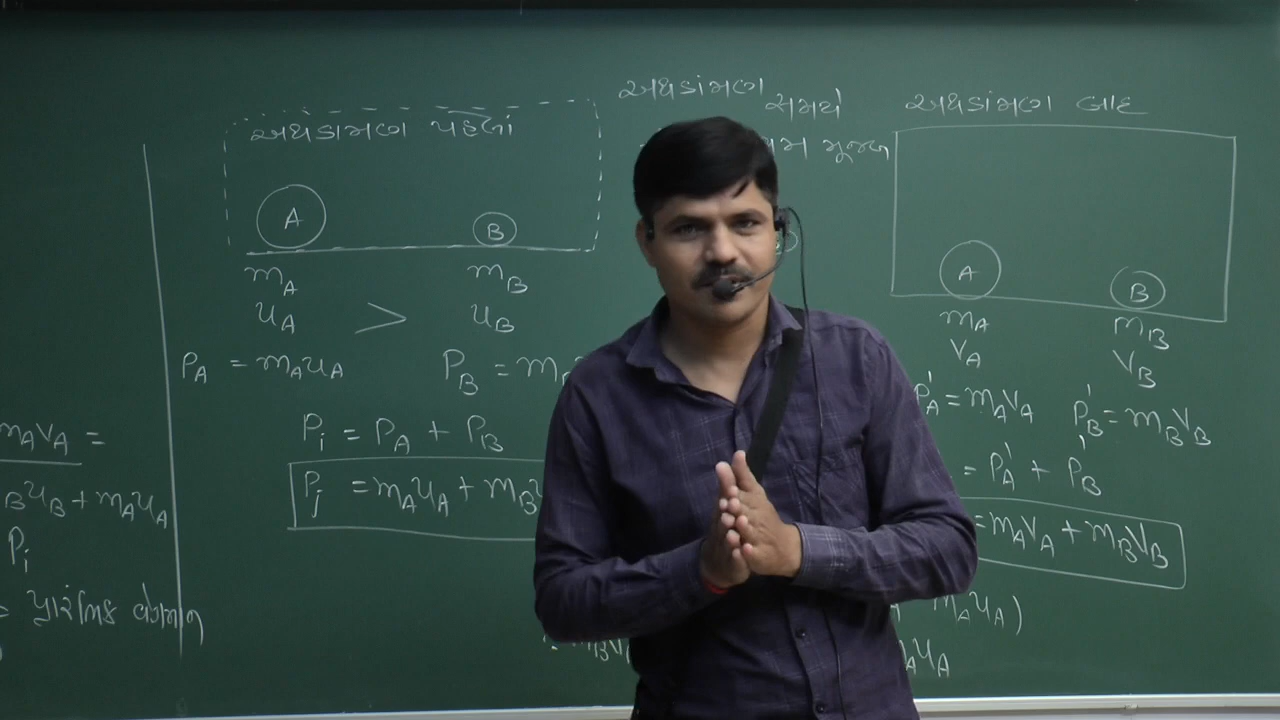 અથડામણ પહેલાં
A
B
m_A
m_B
u_A > u_B
P_A = m_A u_A
P_B = m
P_i = P_A + P_B
P_i = m_A u_A + m_B u
અથડામણ
સમયે
મુજબ
અથડામણ બાદ
A
B
m_A
m_B
v_A
v_B
P'_A = m_A v_A
P'_B = m_B v_B
= P'_A + P'_B
= m_A v_A + m_B v_B
m_A u_A)
u_A
m_A v_A =
B u_B + m_A u_A
P_i
= પ્રારંભિક વેગમાન
= m_B v